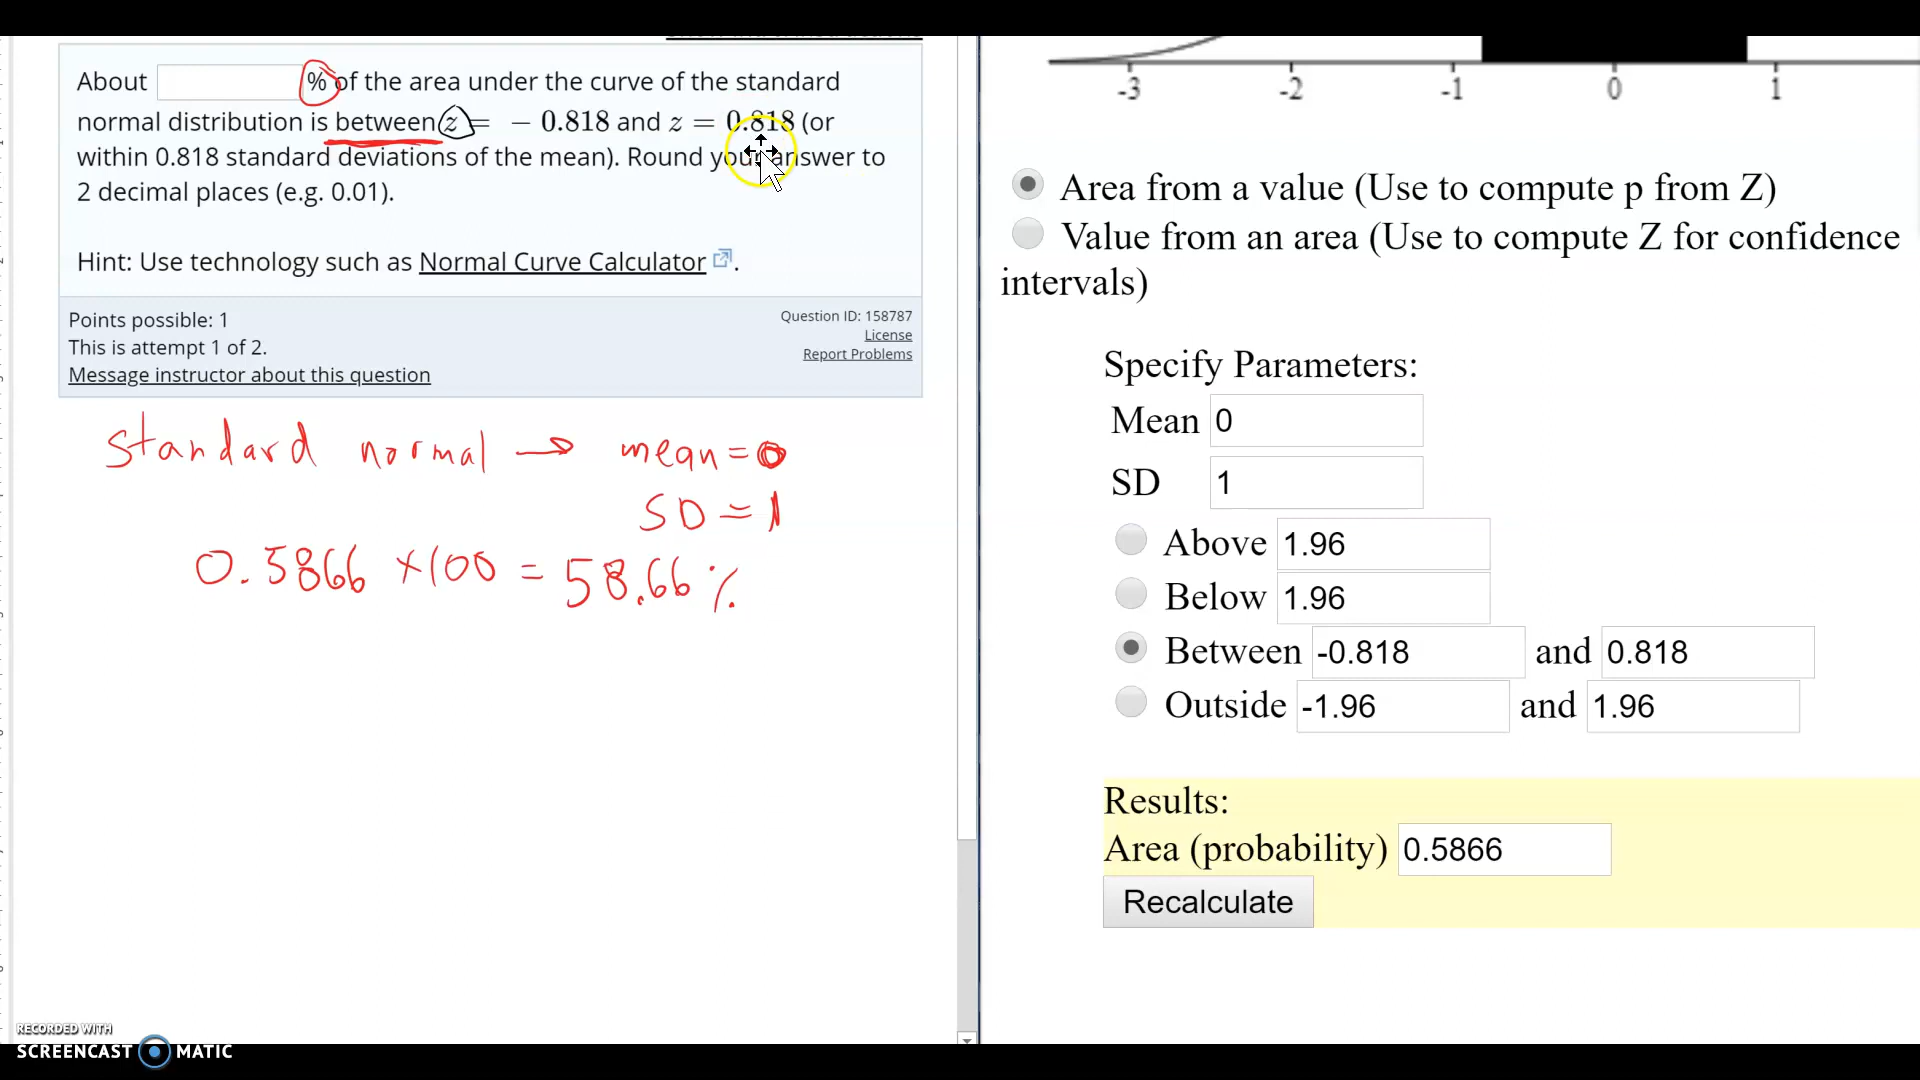 About % of the area under the curve of the standard
normal distribution is between z = − 0.818 and z = 0.818 (or
within 0.818 standard deviations of the mean). Round your answer to
2 decimal places (e.g. 0.01).
Hint: Use technology such as Normal Curve Calculator.
Points possible: 1
This is attempt 1 of 2.
Message instructor about this question
Question ID: 158787
License
Report Problems
Standard normal → mean = 0
SD = 1
0.5866 × 100 = 58.66 %
-3 -2 -1 0 1
Area from a value (Use to compute p from Z)
Value from an area (Use to compute Z for confidence
intervals)
Specify Parameters:
Mean 0
SD 1
Above 1.96
Below 1.96
Between -0.818 and 0.818
Outside -1.96 and 1.96
Results:
Area (probability) 0.5866
Recalculate
RECORDED WITH
SCREENCAST MATIC